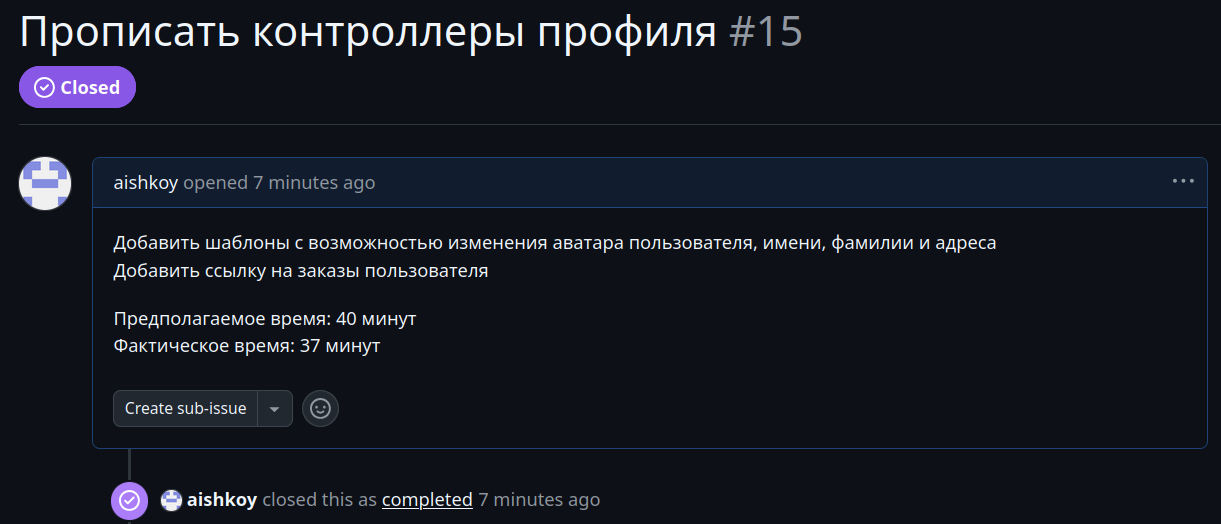 Прописать контроллеры профиля #15
Closed
aishkoy opened 7 minutes ago
Добавить шаблоны с возможностью изменения аватара пользователя, имени, фамилии и адреса
Добавить ссылку на заказы пользователя
Предполагаемое время: 40 минут
Фактическое время: 37 минут
Create sub-issue
aishkoy closed this as completed 7 minutes ago